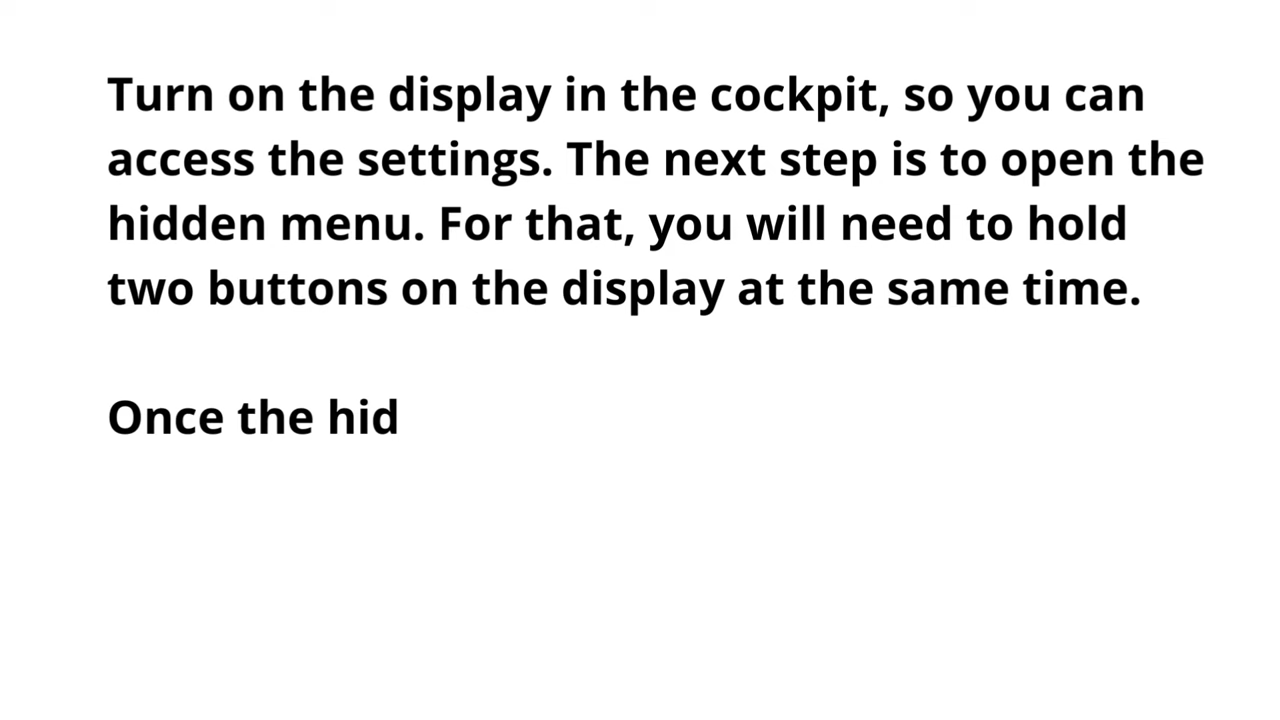 Turn on the display in the cockpit, so you can
access the settings. The next step is to open the
hidden menu. For that, you will need to hold
two buttons on the display at the same time.
Once the hid